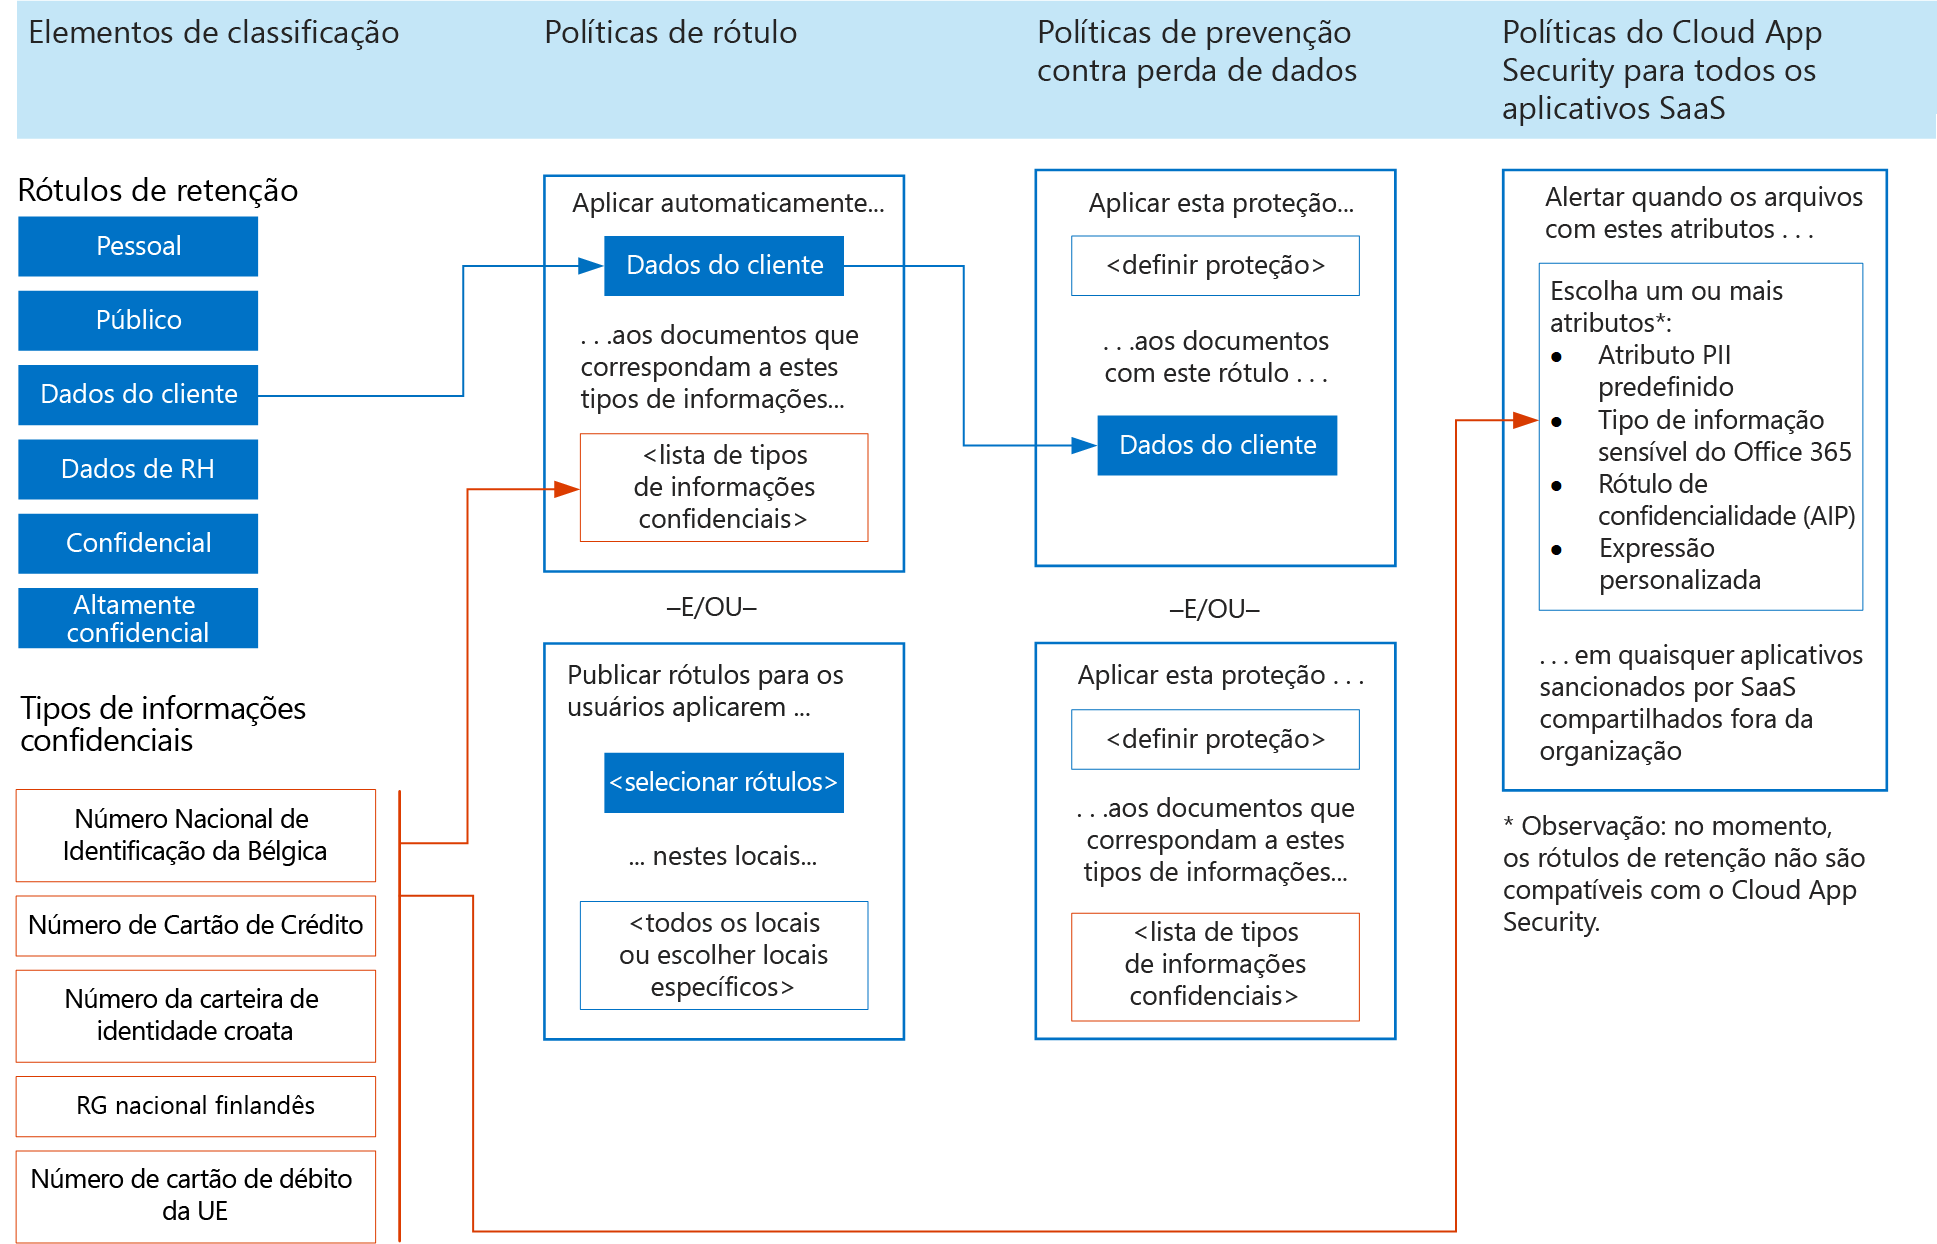 Elementos de classificação
Políticas de rótulo
Políticas de prevenção
contra perda de dados
Políticas do Cloud App
Security para todos os
aplicativos SaaS
Rótulos de retenção
Pessoal
Público
Dados do cliente
Dados de RH
Confidencial
Altamente
confidencial
Tipos de informações
confidenciais
Número Nacional de
Identificação da Bélgica
Número de Cartão de Crédito
Número da carteira de
identidade croata
RG nacional finlandês
Número de cartão de débito
da UE
Aplicar automaticamente...
Dados do cliente
. . .aos documentos que
correspondam a estes
tipos de informações...
<lista de tipos
de informações
confidenciais>
–E/OU–
Publicar rótulos para os
usuários aplicarem ...
<selecionar rótulos>
... nestes locais...
<todos os locais
ou escolher locais
específicos>
Aplicar esta proteção...
<definir proteção>
. . .aos documentos
com este rótulo . . .
Dados do cliente
–E/OU–
Aplicar esta proteção . . .
<definir proteção>
. . .aos documentos que
correspondam a estes
tipos de informações...
<lista de tipos
de informações
confidenciais>
Alertar quando os arquivos
com estes atributos . . .
Escolha um ou mais
atributos*:
● Atributo PII
predefinido
● Tipo de informação
sensível do Office 365
● Rótulo de
confidencialidade (AIP)
● Expressão
personalizada
. . . em quaisquer aplicativos
sancionados por SaaS
compartilhados fora da
organização
* Observação: no momento,
os rótulos de retenção não são
compatíveis com o Cloud App
Security.